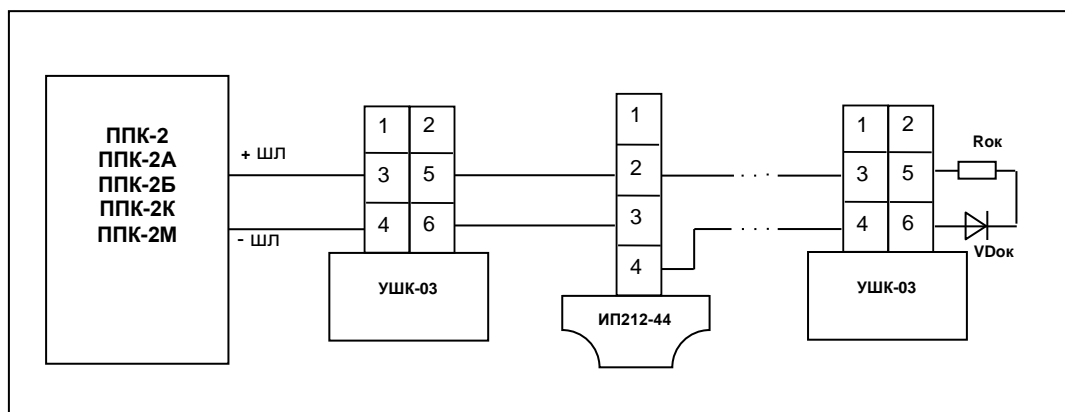 ППК-2
ППК-2А
ППК-2Б
ППК-2К
ППК-2М
+ ШЛ
- ШЛ
1 2
3 5
4 6
УШК-03
1
2
3
4
ИП212-44
. . .
. . .
1 2
3 5
4 6
УШК-03
Rок
VDок